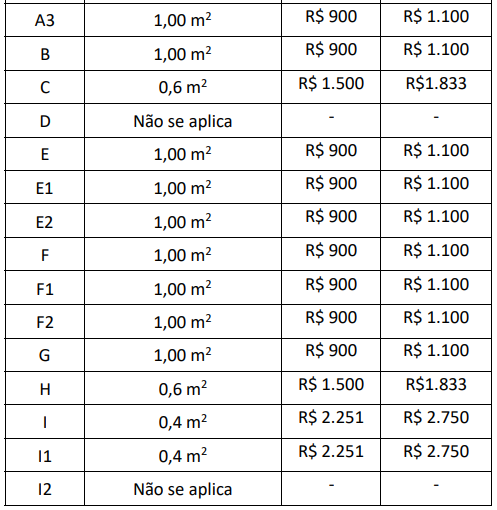 A3 1,00 m² R$ 900 R$ 1.100
B 1,00 m² R$ 900 R$ 1.100
C 0,6 m² R$ 1.500 R$1.833
D Não se aplica - -
E 1,00 m² R$ 900 R$ 1.100
E1 1,00 m² R$ 900 R$ 1.100
E2 1,00 m² R$ 900 R$ 1.100
F 1,00 m² R$ 900 R$ 1.100
F1 1,00 m² R$ 900 R$ 1.100
F2 1,00 m² R$ 900 R$ 1.100
G 1,00 m² R$ 900 R$ 1.100
H 0,6 m² R$ 1.500 R$1.833
I 0,4 m² R$ 2.251 R$ 2.750
I1 0,4 m² R$ 2.251 R$ 2.750
I2 Não se aplica - -